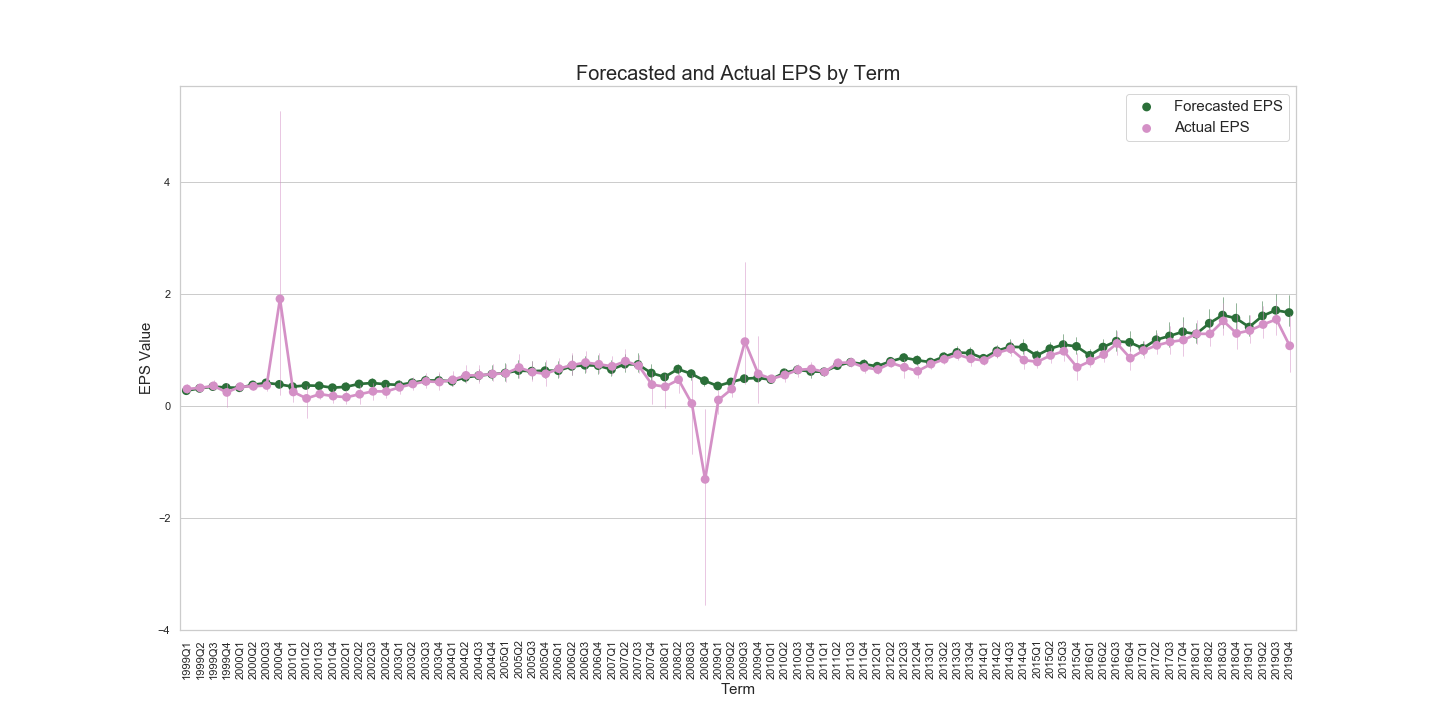 Forecasted and Actual EPS by Term
Forecasted EPS
Actual EPS
EPS Value
4
2
0
−2
−4
1999Q1
1999Q2
1999Q3
1999Q4
2000Q1
2000Q2
2000Q3
2000Q4
2001Q1
2001Q2
2001Q3
2001Q4
2002Q1
2002Q2
2002Q3
2002Q4
2003Q1
2003Q2
2003Q3
2003Q4
2004Q1
2004Q2
2004Q3
2004Q4
2005Q1
2005Q2
2005Q3
2005Q4
2006Q1
2006Q2
2006Q3
2006Q4
2007Q1
2007Q2
2007Q3
2007Q4
2008Q1
2008Q2
2008Q3
2008Q4
2009Q1
2009Q2
2009Q3
2009Q4
2010Q1
2010Q2
2010Q3
2010Q4
2011Q1
2011Q2
2011Q3
2011Q4
2012Q1
2012Q2
2012Q3
2012Q4
2013Q1
2013Q2
2013Q3
2013Q4
2014Q1
2014Q2
2014Q3
2014Q4
2015Q1
2015Q2
2015Q3
2015Q4
2016Q1
2016Q2
2016Q3
2016Q4
2017Q1
2017Q2
2017Q3
2017Q4
2018Q1
2018Q2
2018Q3
2018Q4
2019Q1
2019Q2
2019Q3
2019Q4
Term